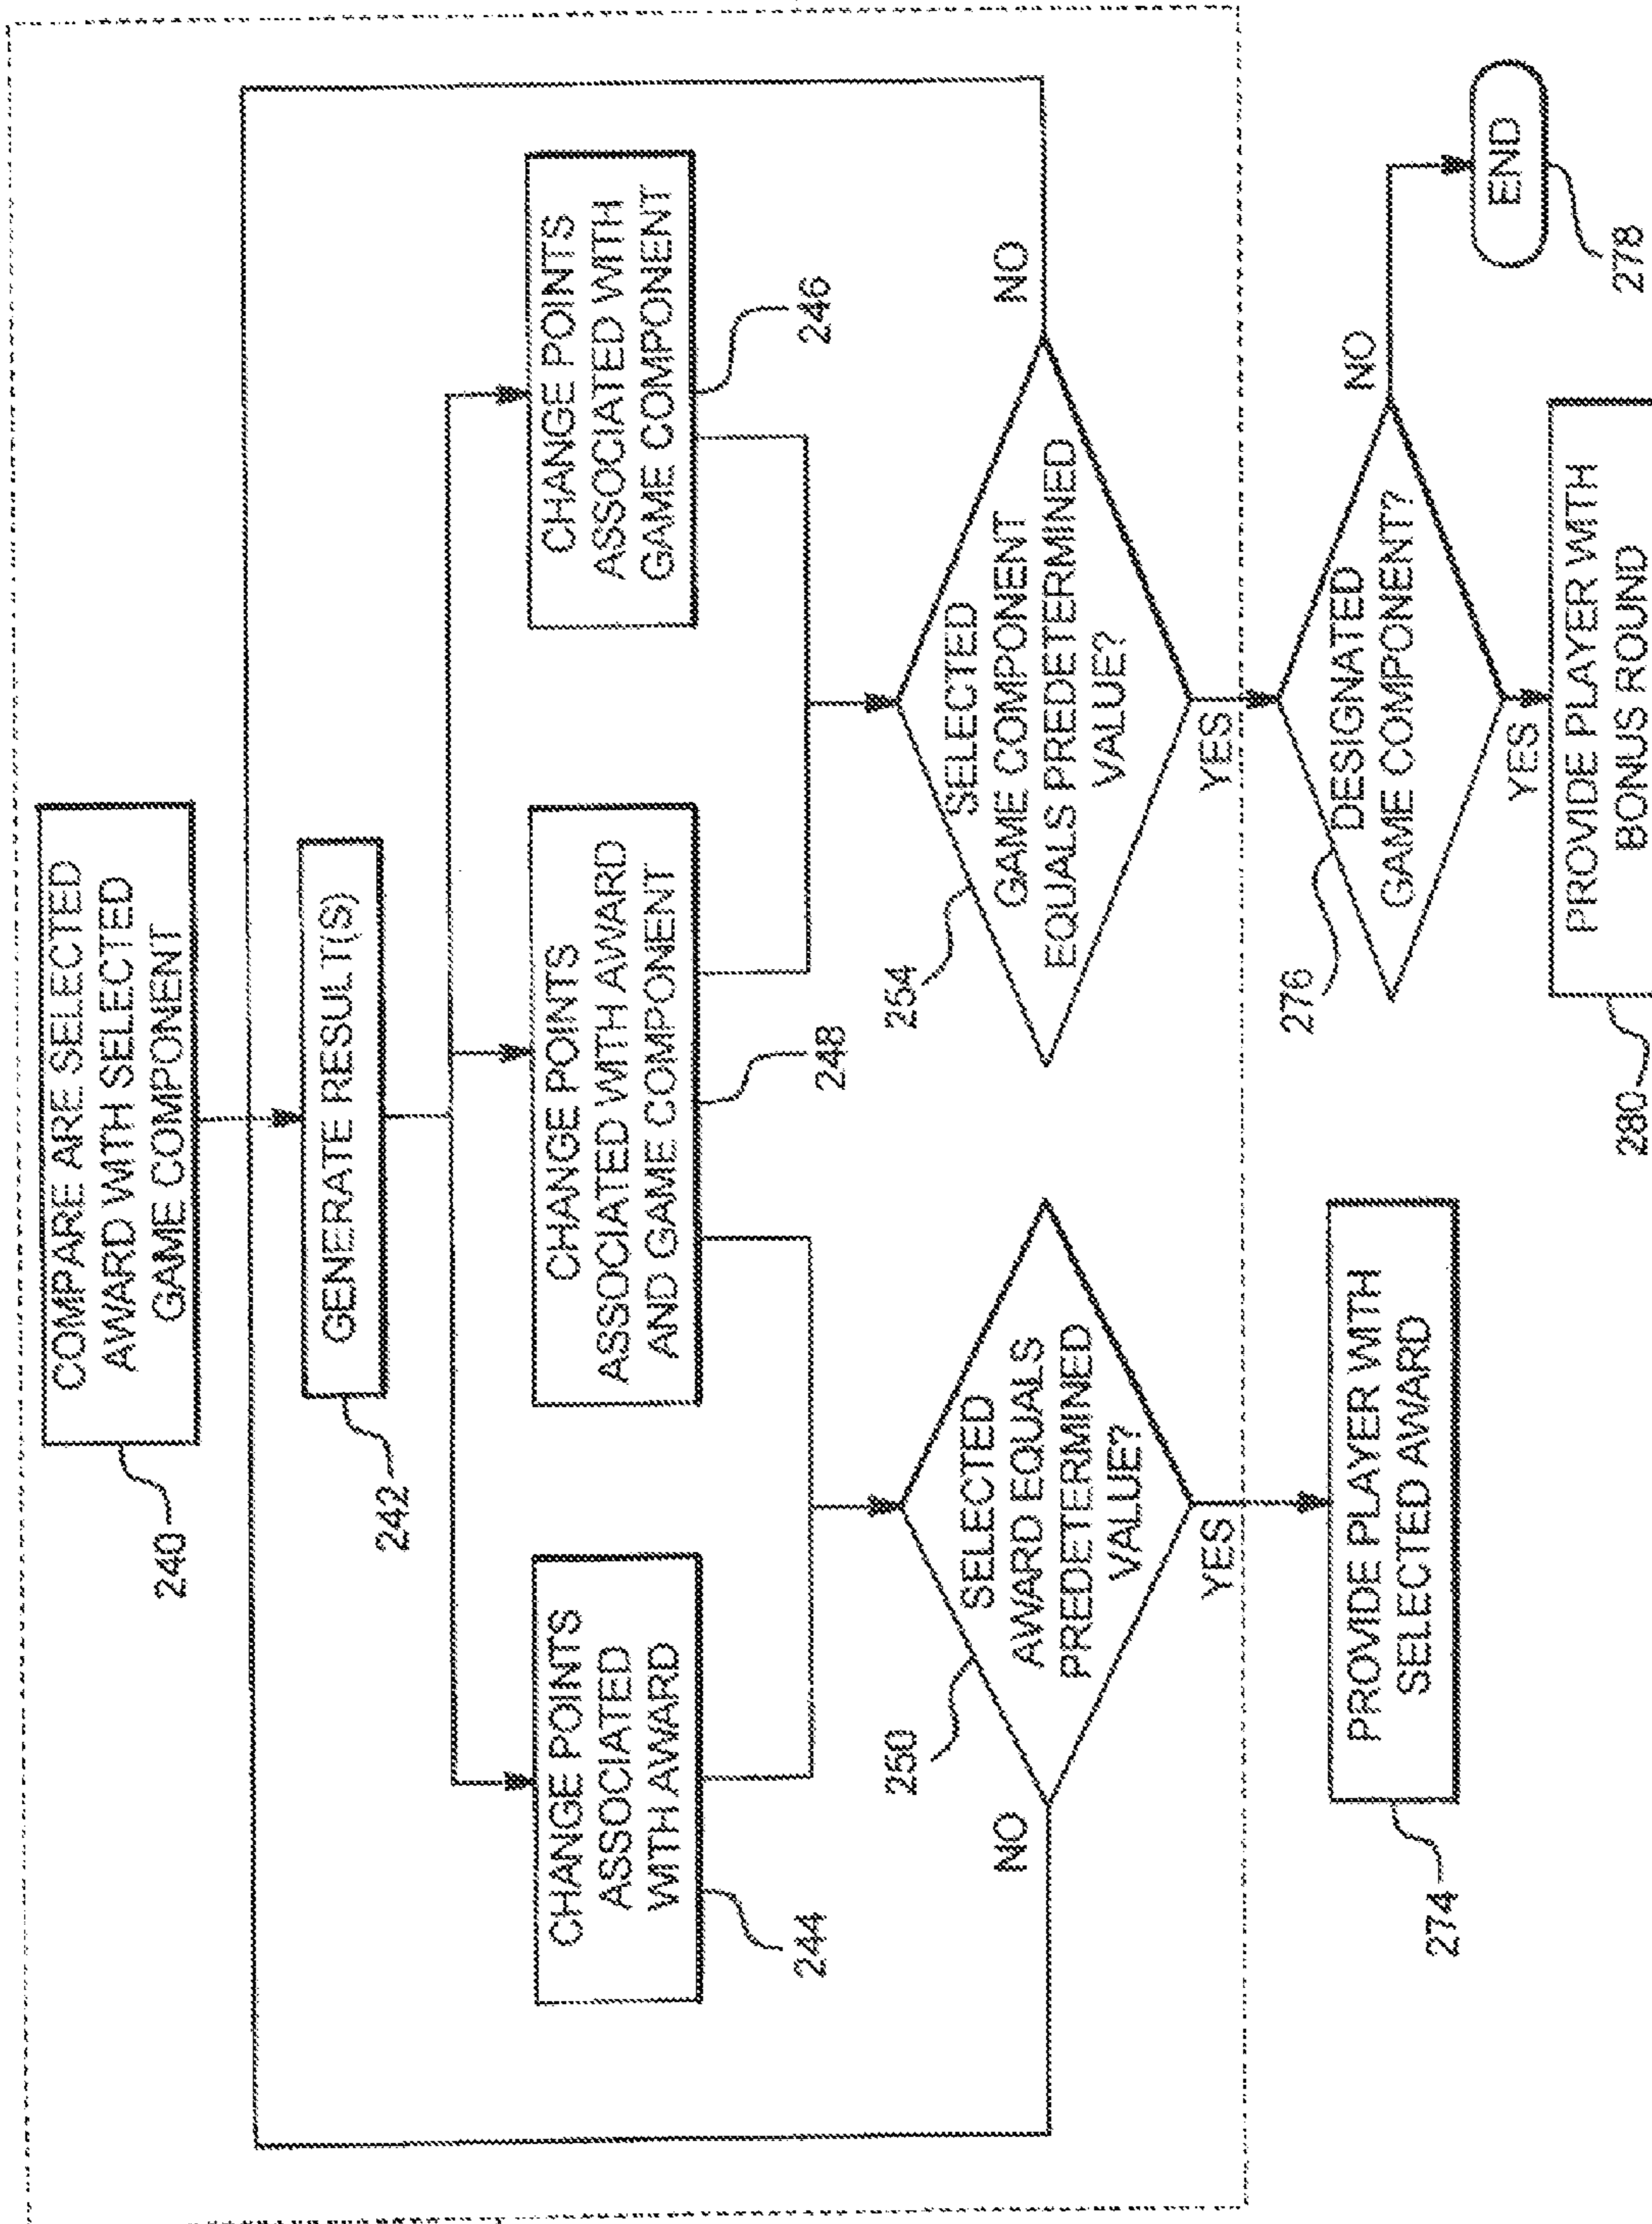 COMPARE ARE SELECTED
AWARD WITH SELECTED
GAME COMPONENT
240
GENERATE RESULT(S)
242
CHANGE POINTS
ASSOCIATED
WITH AWARD
244
CHANGE POINTS
ASSOCIATED WITH AWARD
AND GAME COMPONENT
248
CHANGE POINTS
ASSOCIATED WITH
GAME COMPONENT
246
SELECTED
AWARD EQUALS
PREDETERMINED
VALUE?
250
NO
YES
SELECTED
GAME COMPONENT
EQUALS PREDETERMINED
VALUE?
254
NO
YES
PROVIDE PLAYER WITH
SELECTED AWARD
274
DESIGNATED
GAME COMPONENT?
276
NO
YES
END
278
PROVIDE PLAYER WITH
BONUS ROUND
280